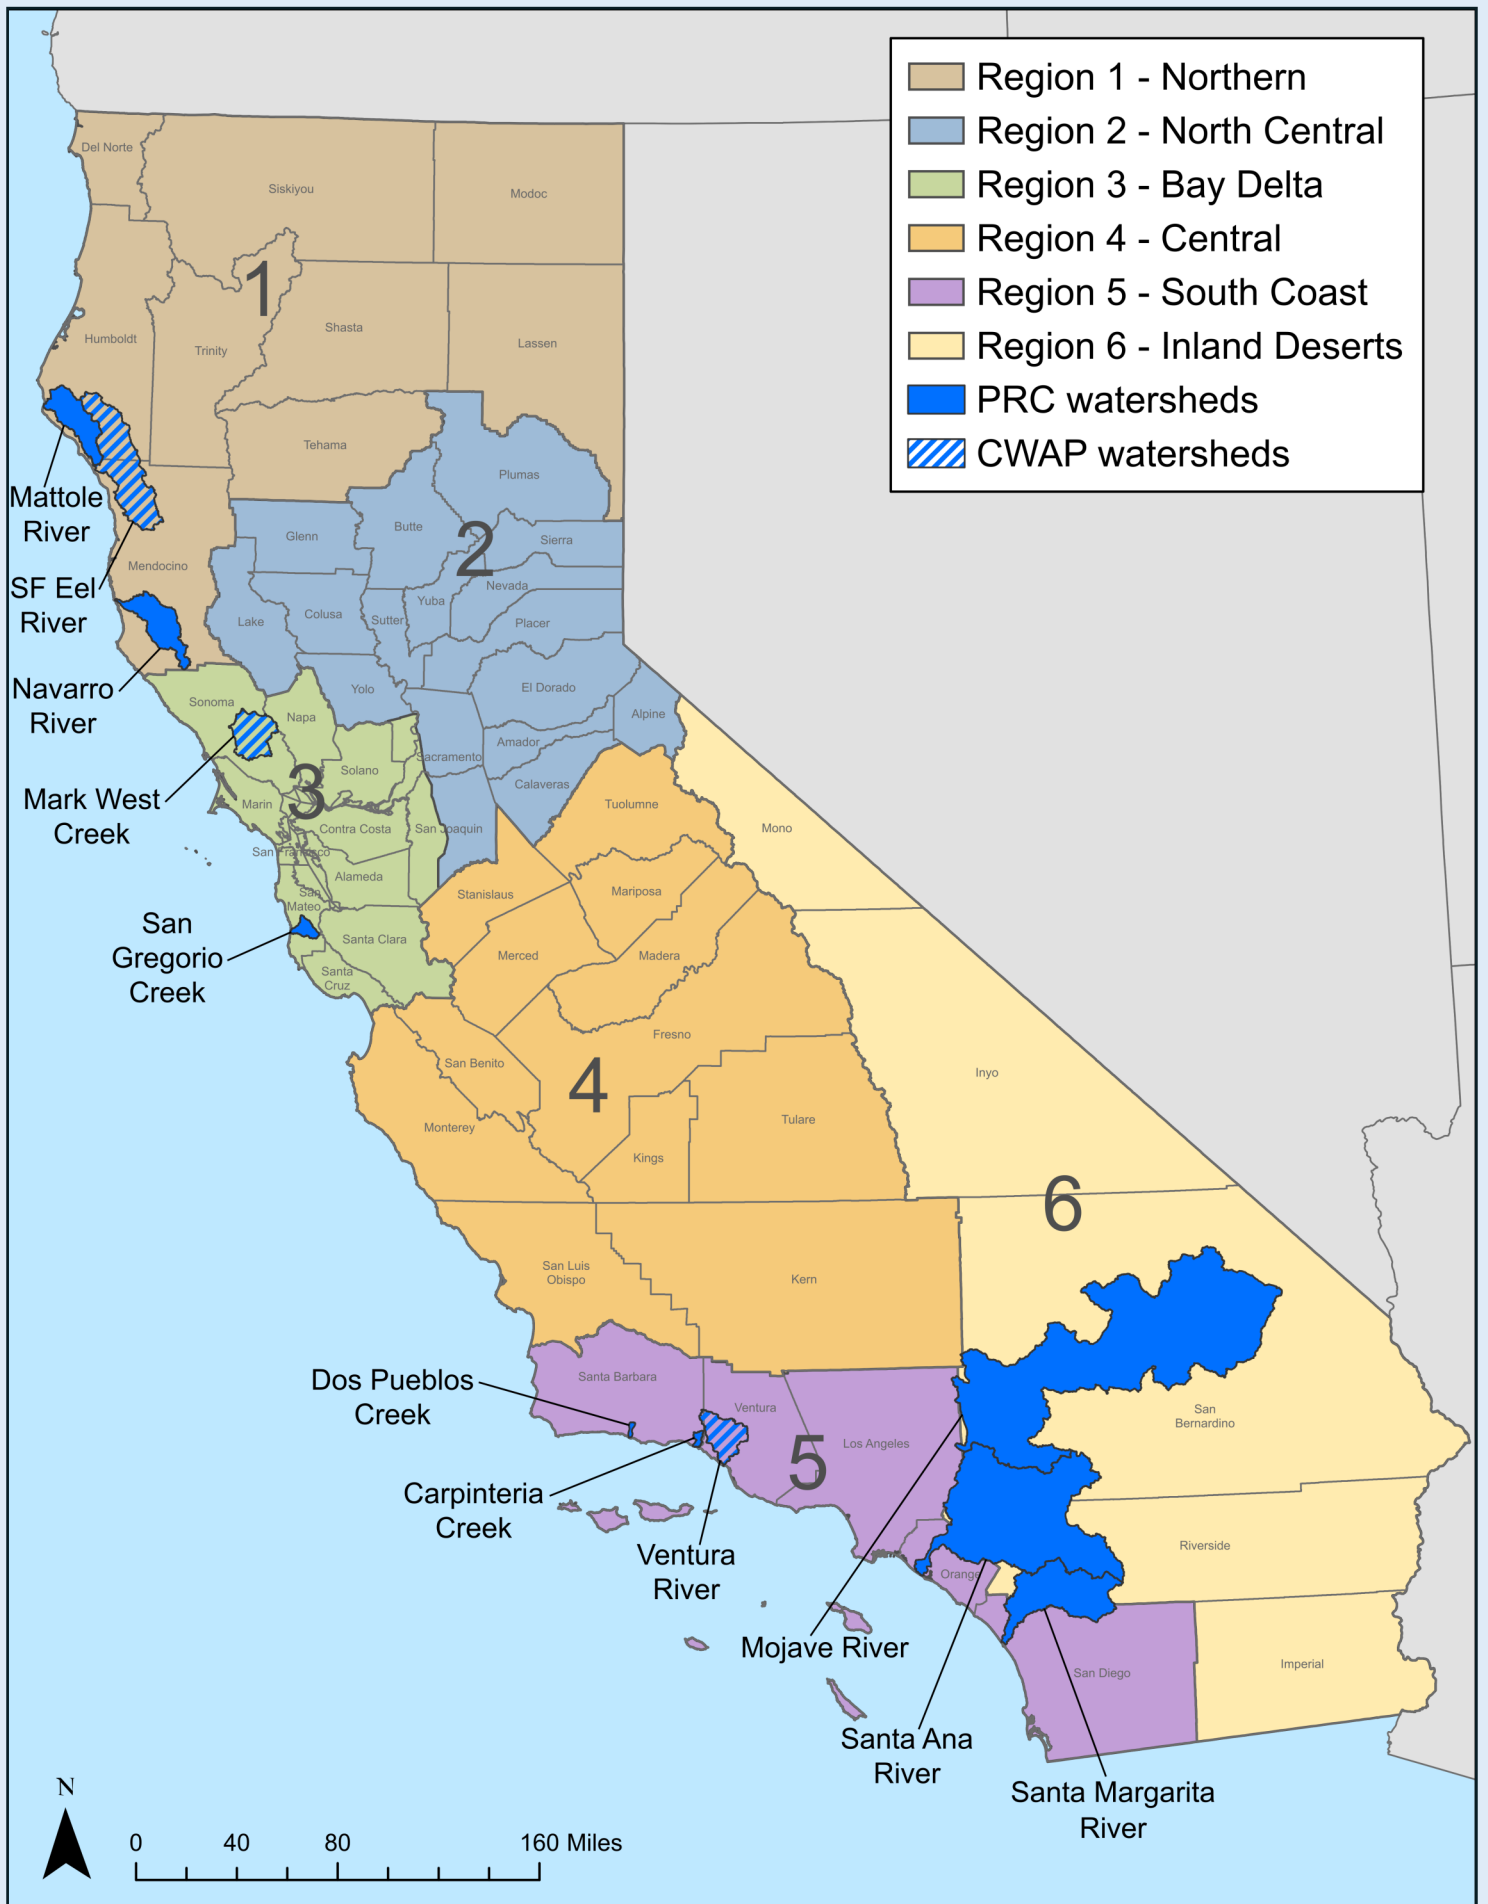 Region 1 - Northern
Region 2 - North Central
Region 3 - Bay Delta
Region 4 - Central
Region 5 - South Coast
Region 6 - Inland Deserts
PRC watersheds
CWAP watersheds
Del Norte
Siskiyou
Modoc
1
Humboldt
Trinity
Shasta
Lassen
Tehama
Plumas
Mattole
River
Butte
2
Glenn
Sierra
Mendocino
SF Eel
River
Nevada
Yuba
Lake
Colusa
Sutter
Placer
Navarro
River
Yolo
El Dorado
Sonoma
Napa
Alpine
Sacramento
Amador
Solano
Calaveras
Mark West
Creek
3
Marin
Tuolumne
Contra Costa
San Joaquin
Mono
San Francisco
Alameda
Stanislaus
Mariposa
San
Mateo
San
Gregorio
Creek
Santa Clara
Merced
Madera
Santa
Cruz
Fresno
San Benito
4
Inyo
Monterey
Tulare
Kings
6
San Luis
Obispo
Kern
Dos Pueblos
Creek
Santa Barbara
Ventura
San
Bernardino
Los Angeles
5
Carpinteria
Creek
Ventura
River
Riverside
Orange
Mojave River
San Diego
Imperial
Santa Ana
River
Santa Margarita
River
N
0 40 80 160 Miles